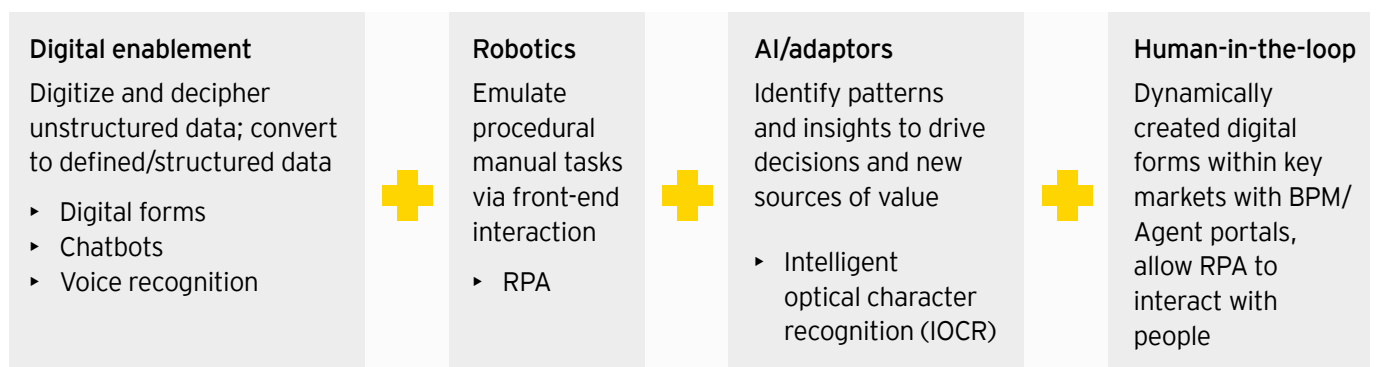 Digital enablement
Digitize and decipher
unstructured data; convert
to defined/structured data
‣ Digital forms
‣ Chatbots
‣ Voice recognition
Robotics
Emulate
procedural
manual tasks
via front-end
interaction
‣ RPA
AI/adaptors
Identify patterns
and insights to drive
decisions and new
sources of value
‣ Intelligent
optical character
recognition (IOCR)
Human-in-the-loop
Dynamically
created digital
forms within key
markets with BPM/
Agent portals,
allow RPA to
interact with
people